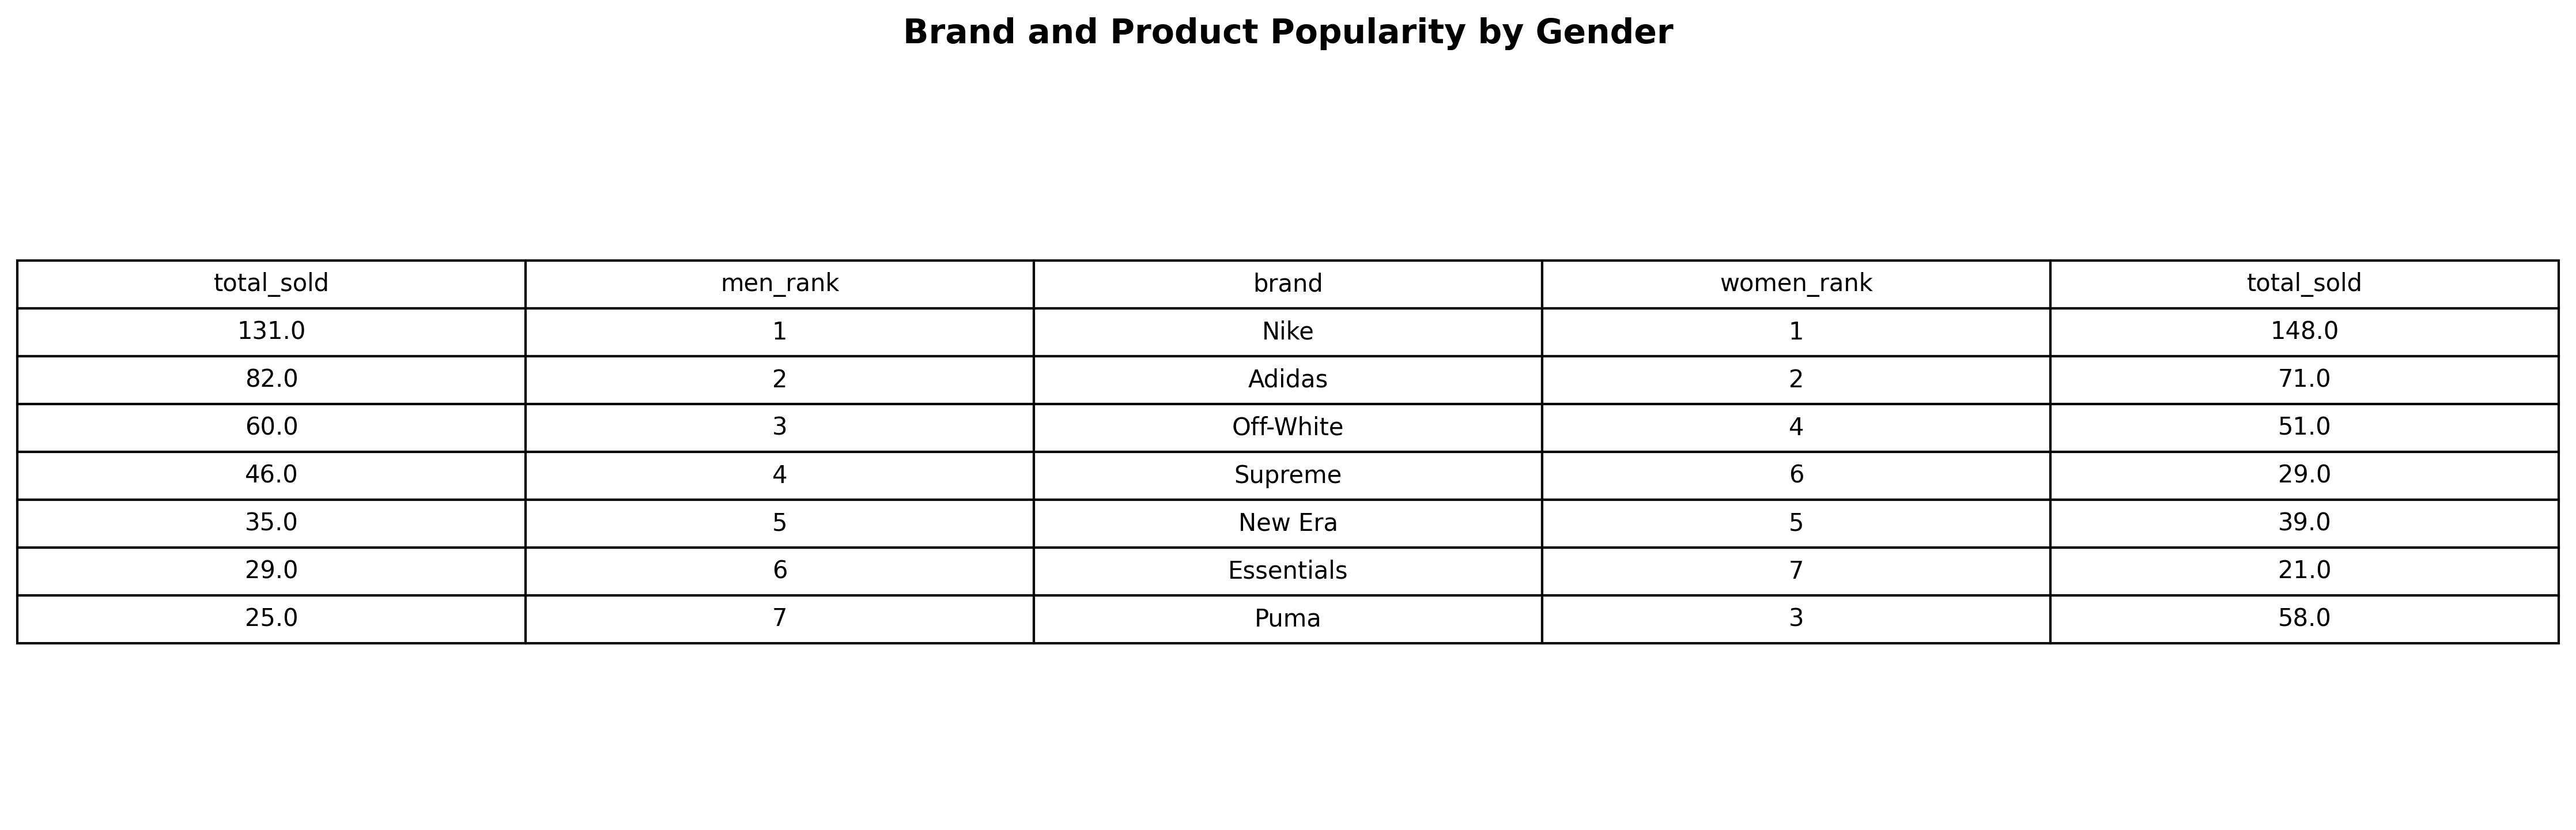 Brand and Product Popularity by Gender
total_sold men_rank brand women_rank total_sold
131.0 1 Nike 1 148.0
82.0 2 Adidas 2 71.0
60.0 3 Off-White 4 51.0
46.0 4 Supreme 6 29.0
35.0 5 New Era 5 39.0
29.0 6 Essentials 7 21.0
25.0 7 Puma 3 58.0